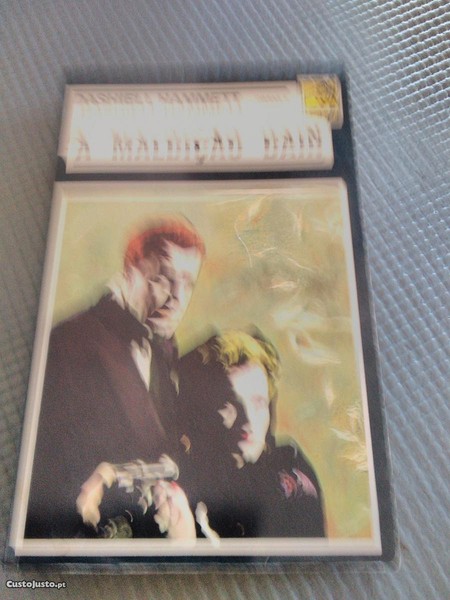 DASHIELL HAMMETT
A MALDIÇÃO DAIN
CustoJusto.pt